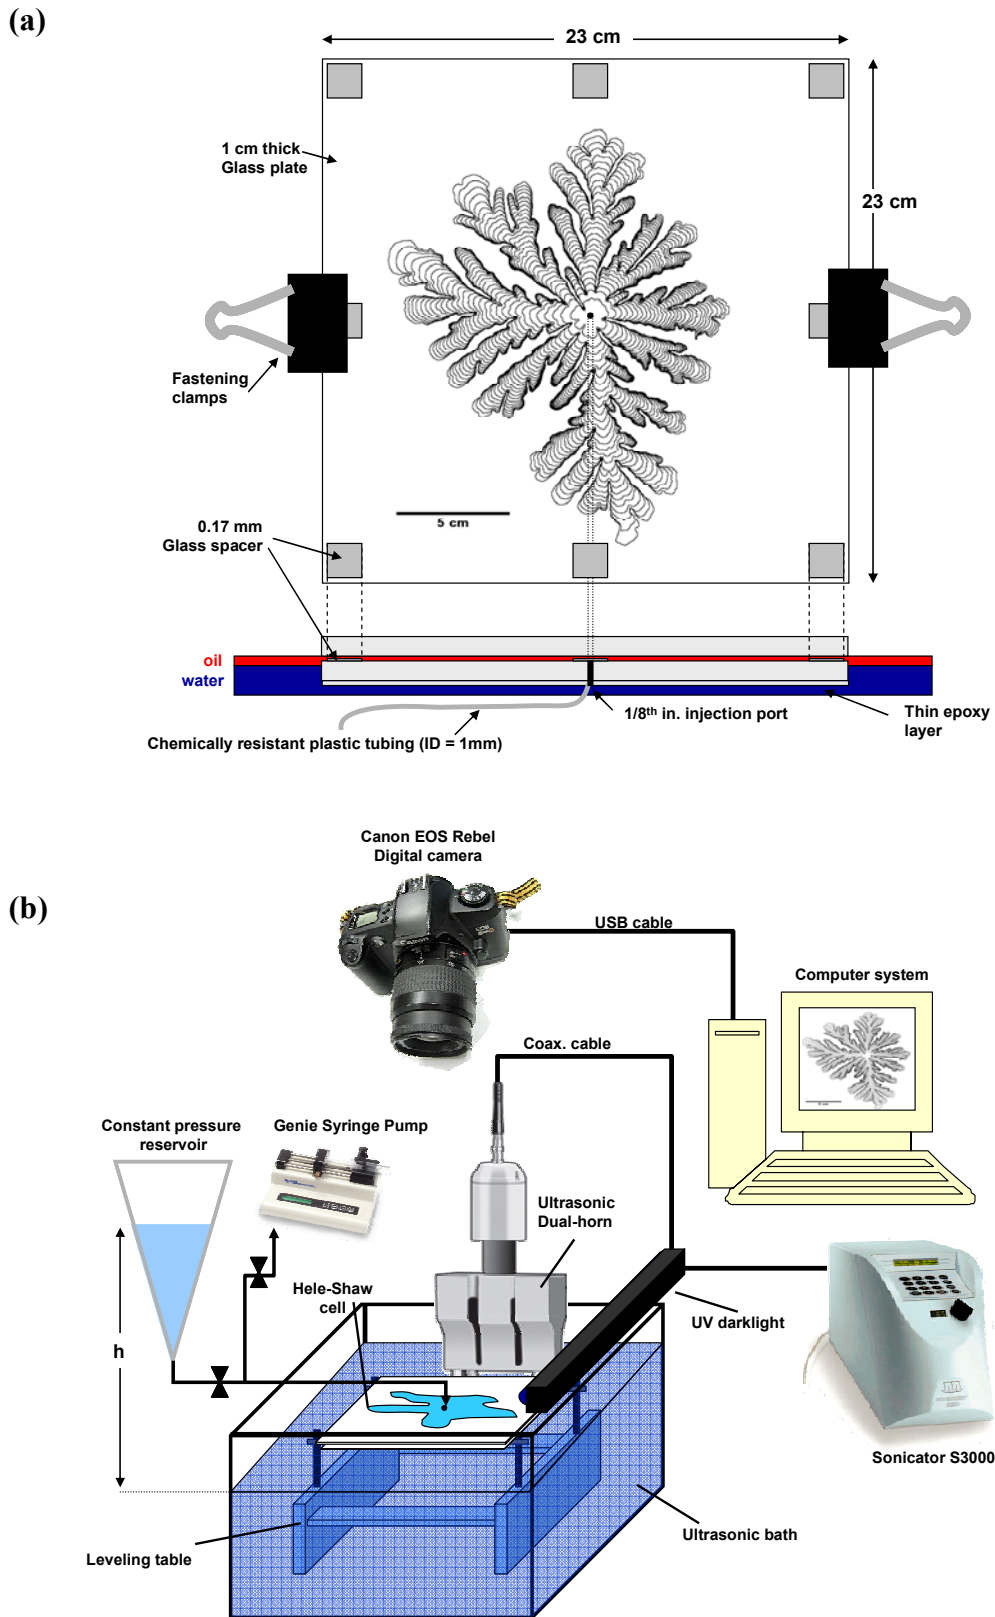 (a)
23 cm
1 cm thick
Glass plate
23 cm
Fastening
clamps
5 cm
0.17 mm
Glass spacer
oil
water
1/8th in. injection port
Thin epoxy
layer
Chemically resistant plastic tubing (ID = 1mm)
Canon EOS Rebel
Digital camera
(b)
USB cable
Computer system
Coax. cable
Constant pressure
reservoir
Genie Syringe Pump
Ultrasonic
Dual-horn
Hele-Shaw
cell
UV darklight
h
Sonicator S3000
Ultrasonic bath
Leveling table